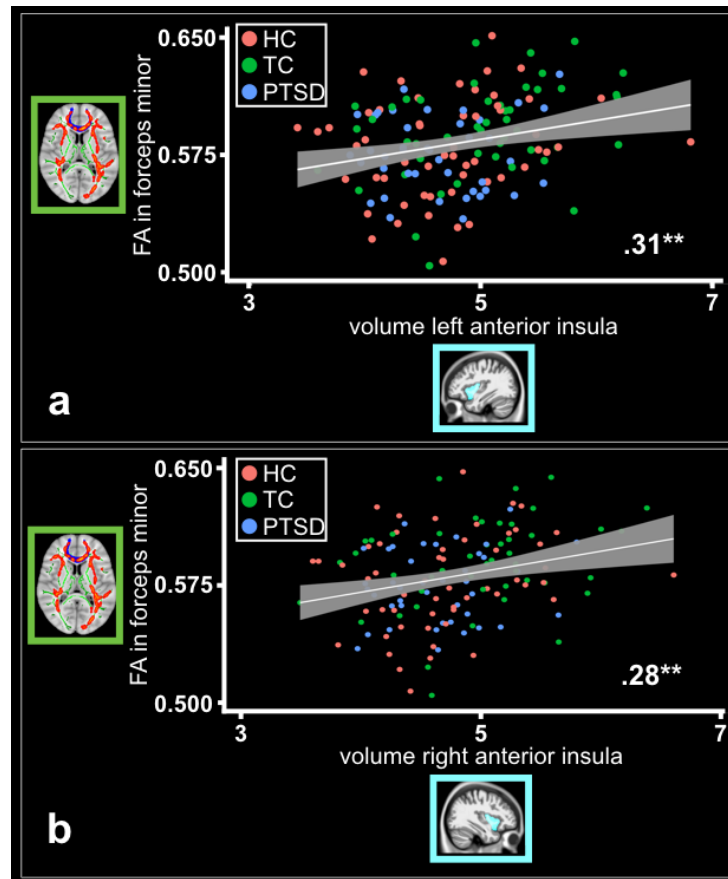 0.650
HC
TC
PTSD
FA in forceps minor
0.575
.31**
0.500
3 5 7
volume left anterior insula
a
0.650
HC
TC
PTSD
FA in forceps minor
0.575
.28**
0.500
3 5 7
volume right anterior insula
b